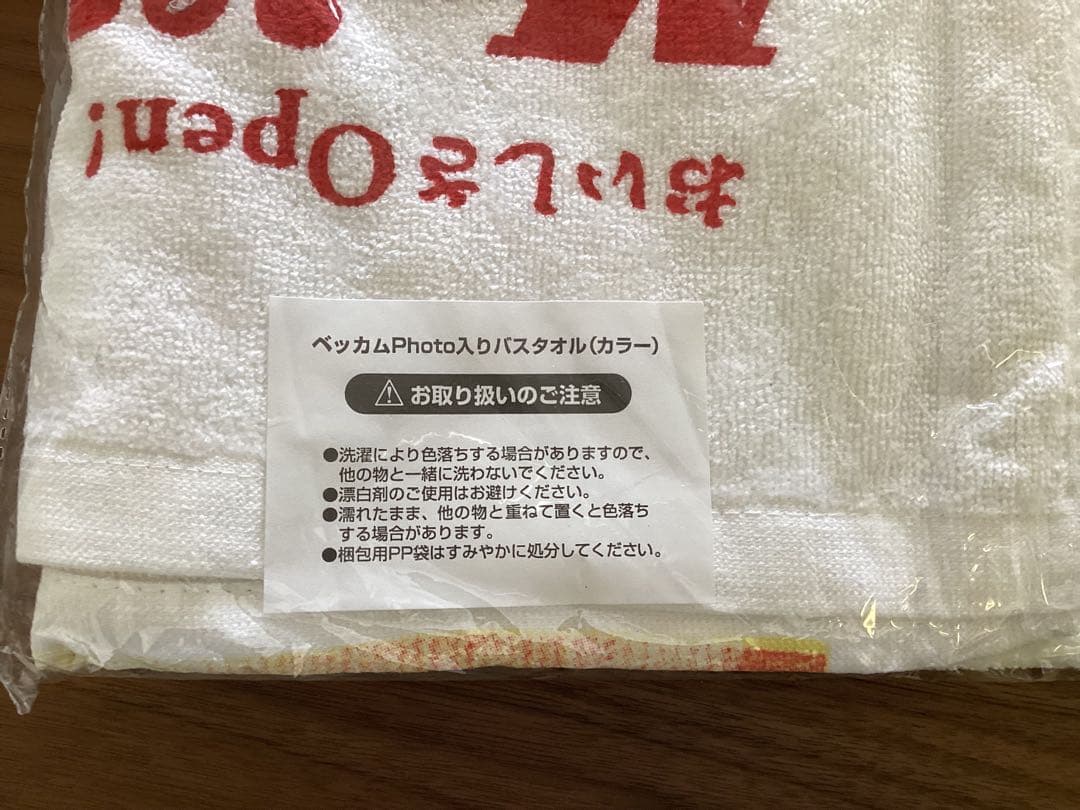 おいしさOpen!
ベッカムPhoto入りバスタオル(カラー)
お取り扱いのご注意
●洗濯により色落ちする場合がありますので、
他の物と一緒に洗わないでください。
●漂白剤のご使用はお避けください。
●濡れたまま、他の物と重ねて置くと色落ち
する場合があります。
●梱包用PP袋はすみやかに処分してください。